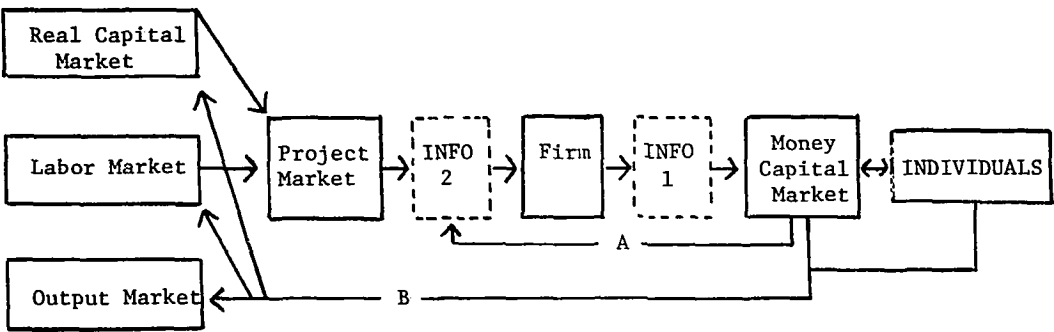 Real Capital
Market
Labor Market
Output Market
Project
Market
INFO
2
Firm
INFO
1
Money
Capital
Market
INDIVIDUALS
A
B